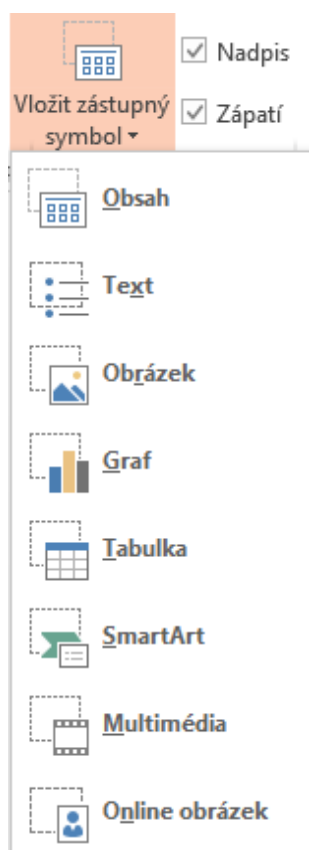 Vložit zástupný
symbol
Nadpis
Zápatí
Obsah
Text
Obrázek
Graf
Tabulka
SmartArt
Multimédia
Online obrázek